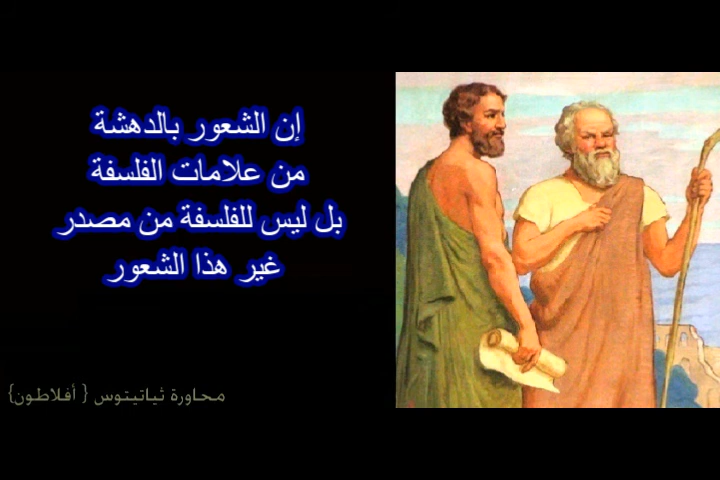 إن الشعور بالدهشة
من علامات الفلسفة
بل ليس للفلسفة من مصدر
غير هذا الشعور
محاورة ثياتيتوس { أفلاطون}